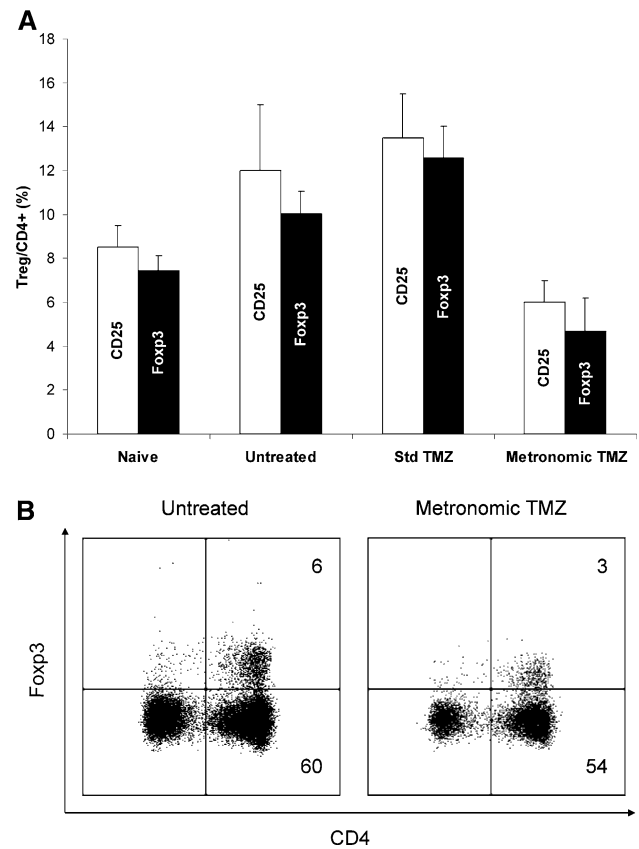 A
18
16
14
12
10
8
6
4
2
0
Treg/CD4+ (%)
CD25
Foxp3
CD25
Foxp3
CD25
Foxp3
CD25
Foxp3
Naive Untreated Std TMZ Metronomic TMZ
B
Untreated Metronomic TMZ
6 3
Foxp3
60 54
CD4